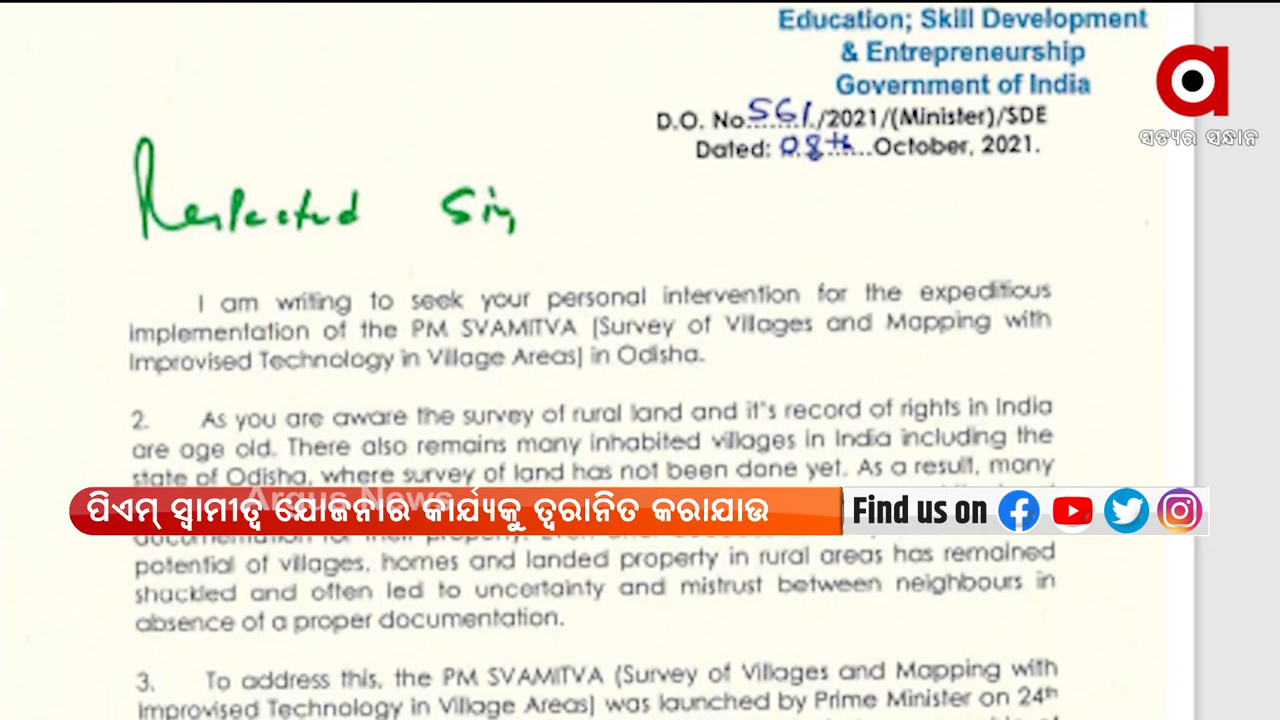 Education; Skill Development
& Entrepreneurship
Government of India
D.O. No.561/2021/(Minister)/SDE
Dated: 08th October, 2021.
ସତ୍ୟର ସନ୍ଧାନ
Respected Sir,
I am writing to seek your personal intervention for the expeditious
implementation of the PM SVAMITVA (Survey of Villages and Mapping with
Improvised Technology in Village Areas) in Odisha.
2. As you are aware the survey of rural land and it's record of rights in India
are age old. There also remains many inhabited villages in India including the
state of Odisha, where survey of land has not been done yet. As a result, many
Argus News
ପିଏମ୍ ସ୍ୱାମୀତ୍ୱ ଯୋଜନାର କାର୍ଯ୍ୟକୁ ତ୍ୱରାନିତ କରାଯାଉ
Find us on
documentation for their property.
potential of villages, homes and landed property in rural areas has remained
shackled and often led to uncertainty and mistrust between neighbours in
absence of a proper documentation.
3. To address this, the PM SVAMITVA (Survey of Villages and Mapping with
Improvised Technology in Village Areas) was launched by Prime Minister on 24th